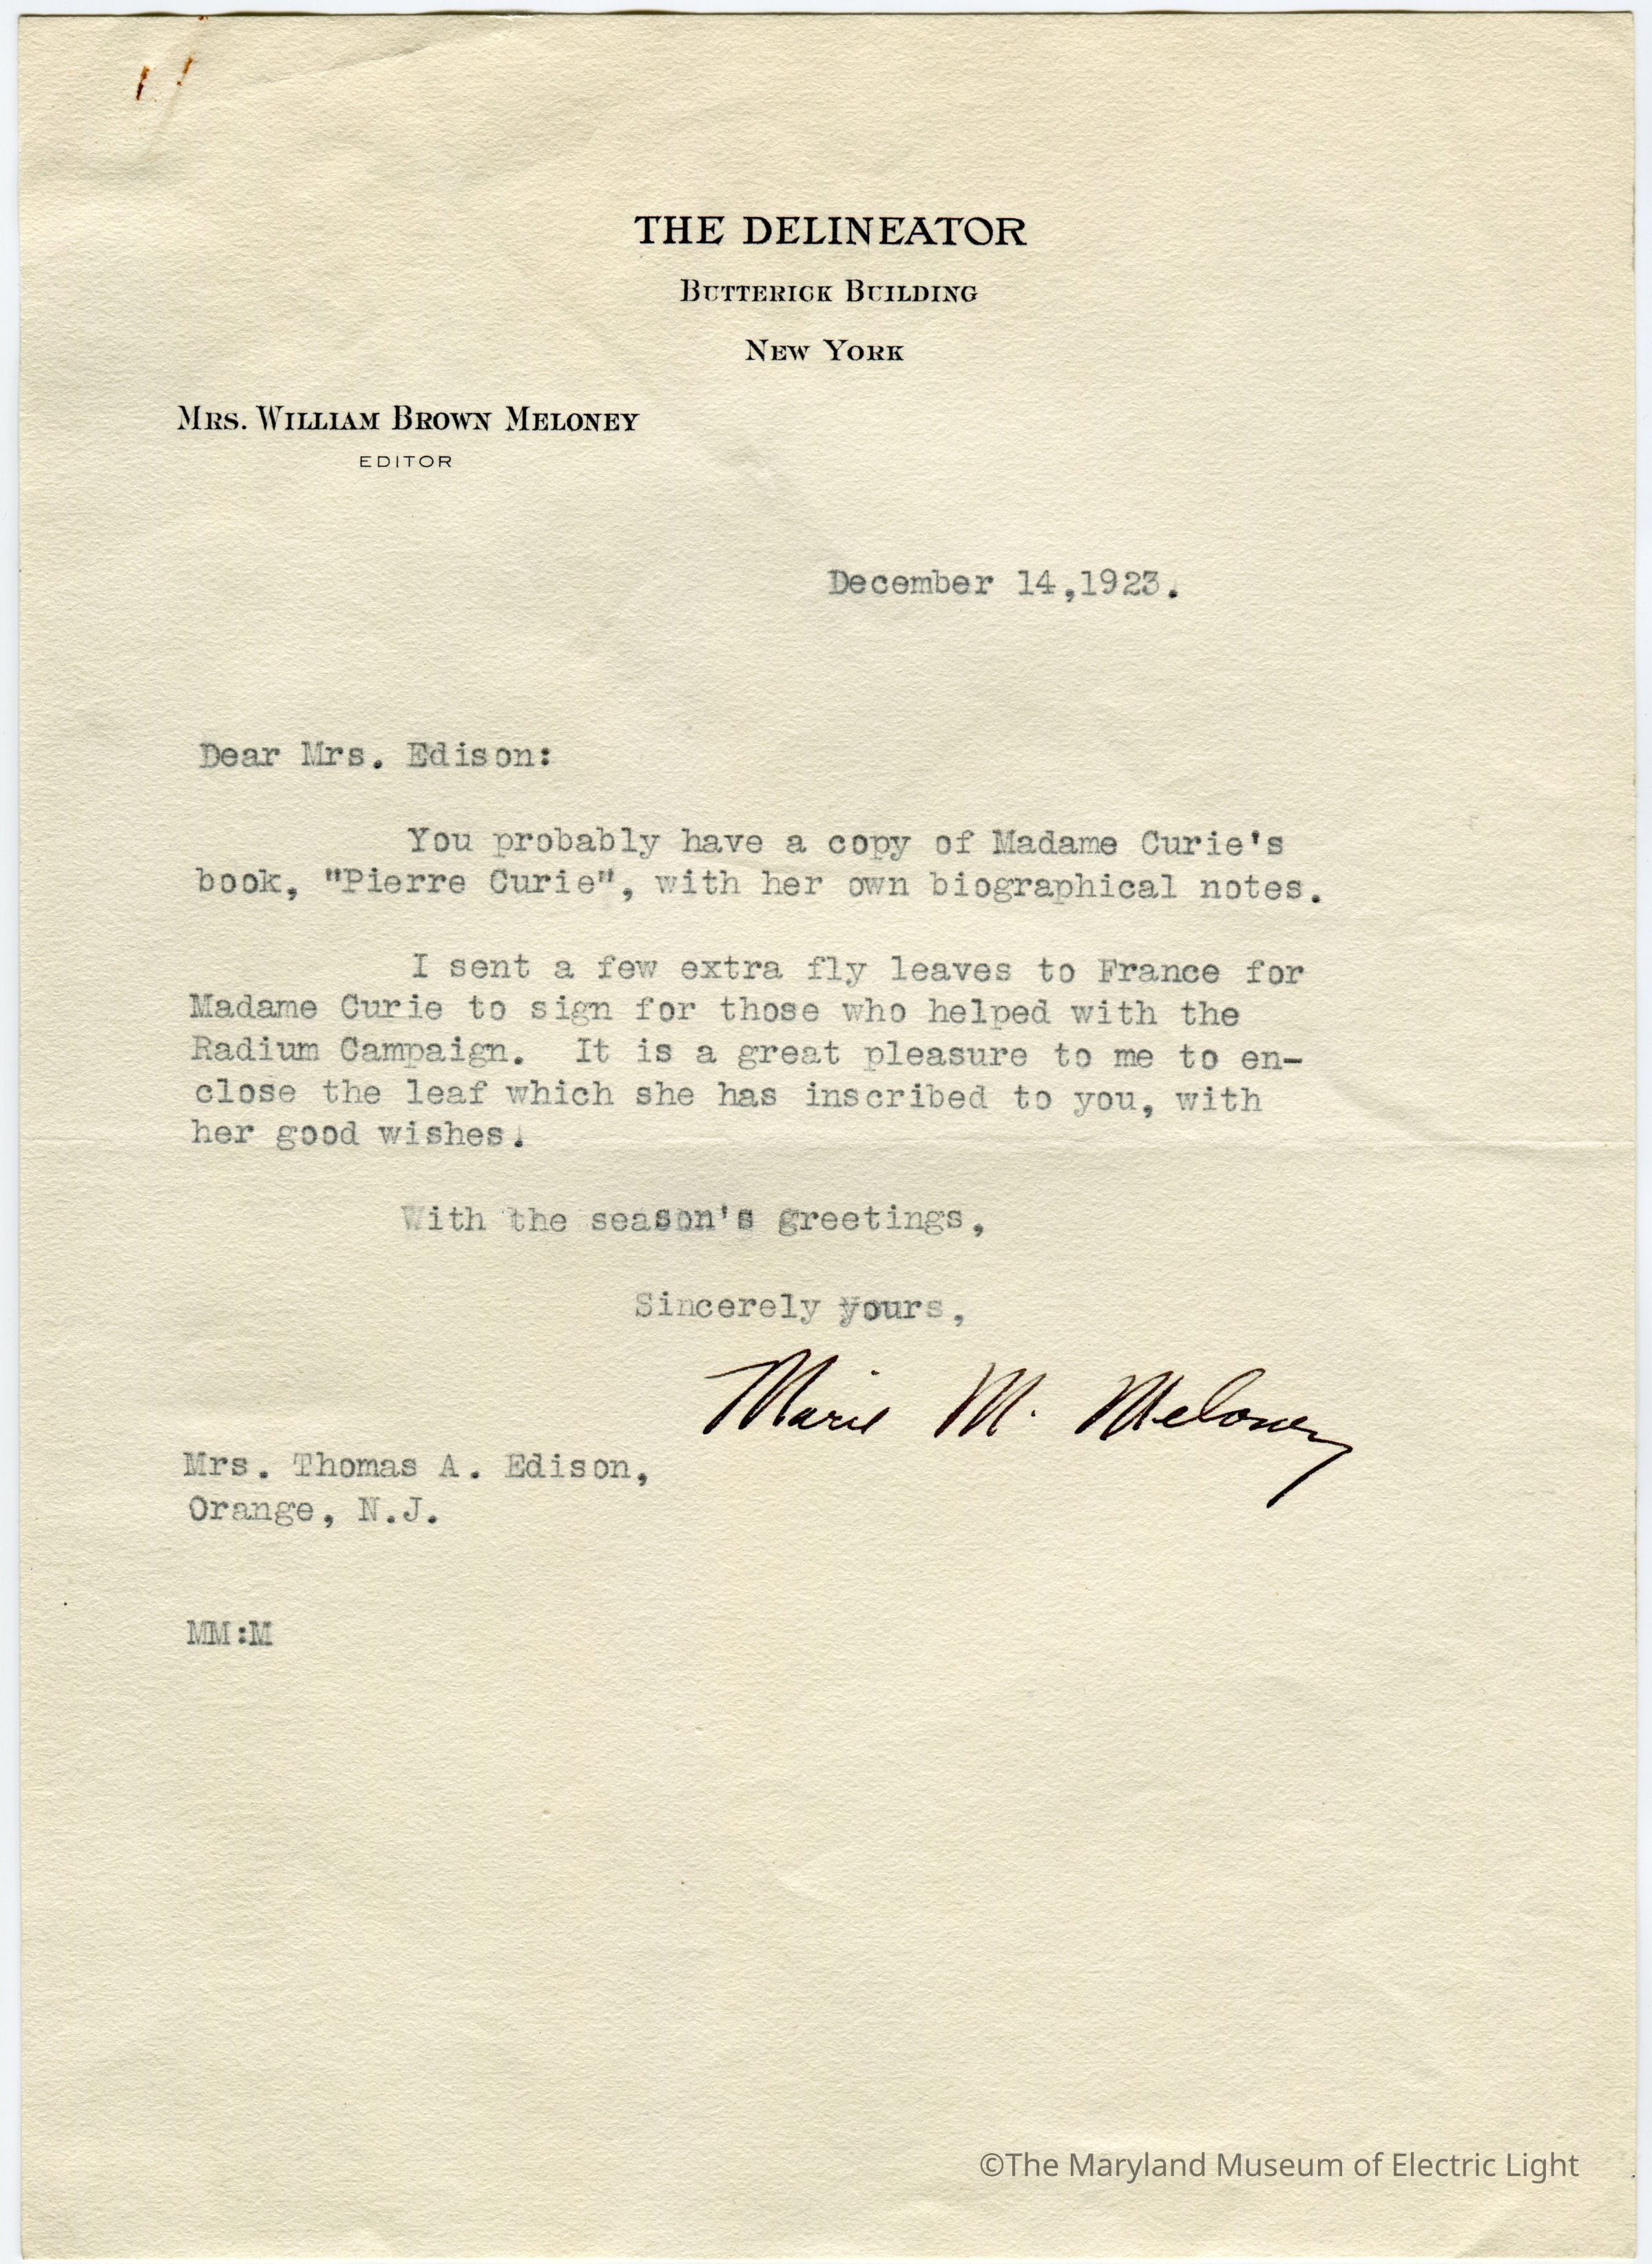 THE DELINEATOR
BUTTERICK BUILDING
NEW YORK
MRS. WILLIAM BROWN MELONEY
EDITOR
December 14,1923.
Dear Mrs. Edison:
You probably have a copy of Madame Curie's
book, "Pierre Curie", with her own biographical notes.
I sent a few extra fly leaves to France for
Madame Curie to sign for those who helped with the
Radium Campaign. It is a great pleasure to me to en-
close the leaf which she has inscribed to you, with
her good wishes.
With the season's greetings,
Sincerely yours,
Marie M. Meloney
Mrs. Thomas A. Edison,
Orange, N.J.
MM:M
©The Maryland Museum of Electric Light